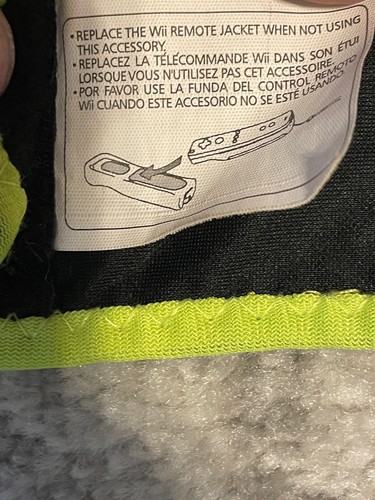 • REPLACE THE Wii REMOTE JACKET WHEN NOT USING
THIS ACCESSORY.
• REPLACEZ LA TÉLÉCOMMANDE Wii DANS SON ÉTUI
LORSQUE VOUS N'UTILISEZ PAS CET ACCESSOIRE.
• POR FAVOR USE LA FUNDA DEL CONTROL REMOTO
Wii CUANDO ESTE ACCESORIO NO SE ESTÉ USANDO.